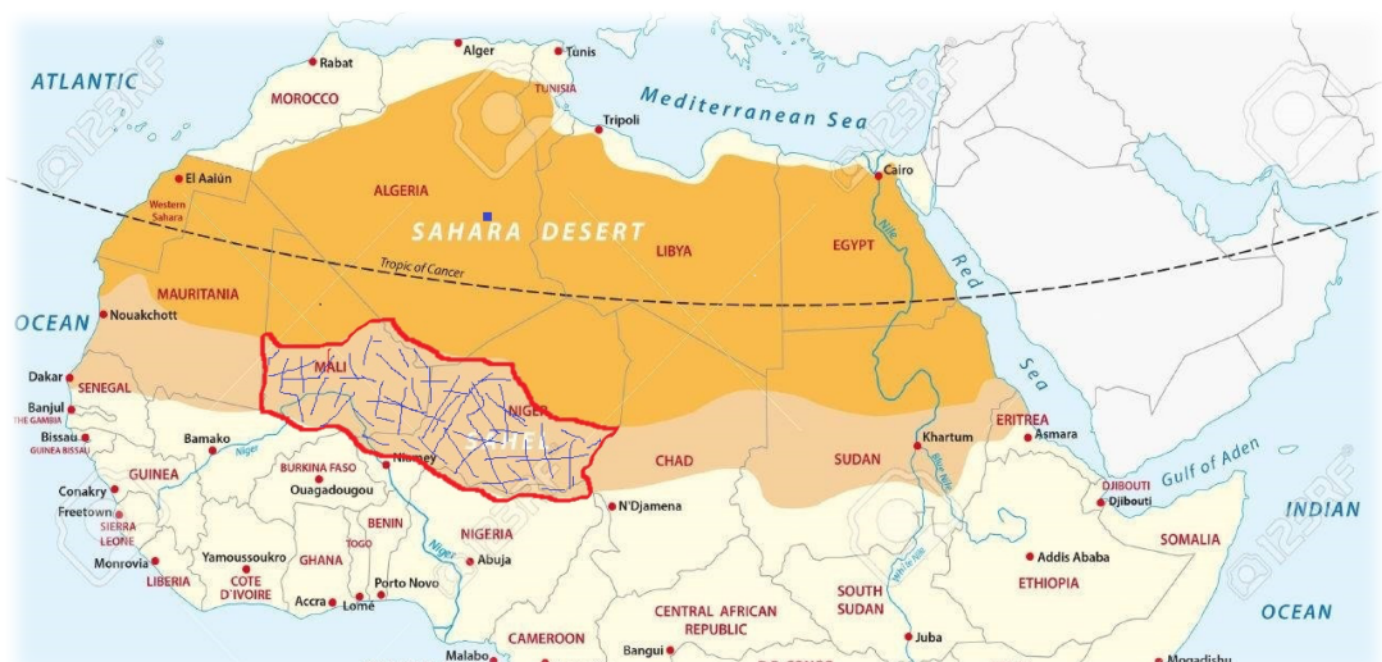 Alger
Tunis
Rabat
ATLANTIC
MOROCCO
TUNISIA
Mediterranean Sea
Tripoli
Cairo
El Aaiún
ALGERIA
Western
Sahara
SAHARA DESERT
Nile
LIBYA
EGYPT
Tropic of Cancer
Red
MAURITANIA
Nouakchott
OCEAN
MALI
Sea
Dakar
SENEGAL
Banjul
THE GAMBIA
NIGER
ERITREA
Asmara
Bissau
GUINEA BISSAU
Bamako
Niger
SAHEL
Khartum
Niamey
CHAD
SUDAN
Gulf of Aden
Blue Nile
GUINEA
BURKINA FASO
Ouagadougou
Conakry
Freetown
SIERRA
LEONE
DJIBOUTI
Djibouti
N'Djamena
INDIAN
BENIN
TOGO
NIGERIA
Niger
Abuja
SOMALIA
Monrovia
LIBERIA
Yamoussoukro
COTE
D'IVOIRE
GHANA
Accra
Lomé
Porto Novo
White Nile
Addis Ababa
ETHIOPIA
SOUTH
SUDAN
CENTRAL AFRICAN
REPUBLIC
OCEAN
CAMEROON
Juba
Malabo
Bangui
Mogadishu
123RF
123RF
123RF
123RF